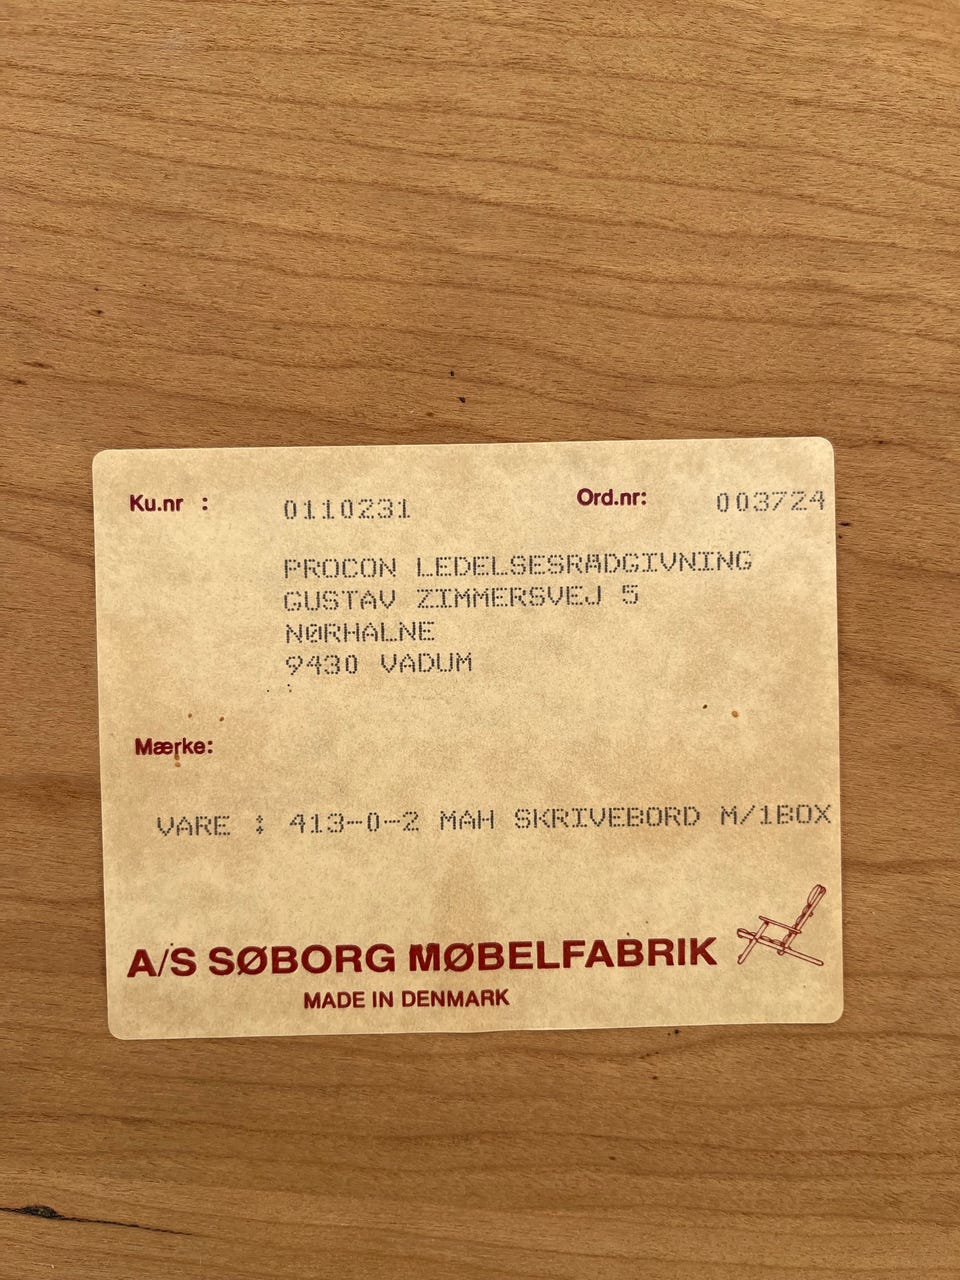 Ku.nr : 0110231 Ord.nr: 003724
PROCON LEDELSESRÅDGIVNING
GUSTAV ZIMMERSVEJ 5
NØRHALNE
9430 VADUM
Mærke:
VARE : 413-0-2 MAH SKRIVEBORD M/1BOX
A/S SØBORG MØBELFABRIK
MADE IN DENMARK